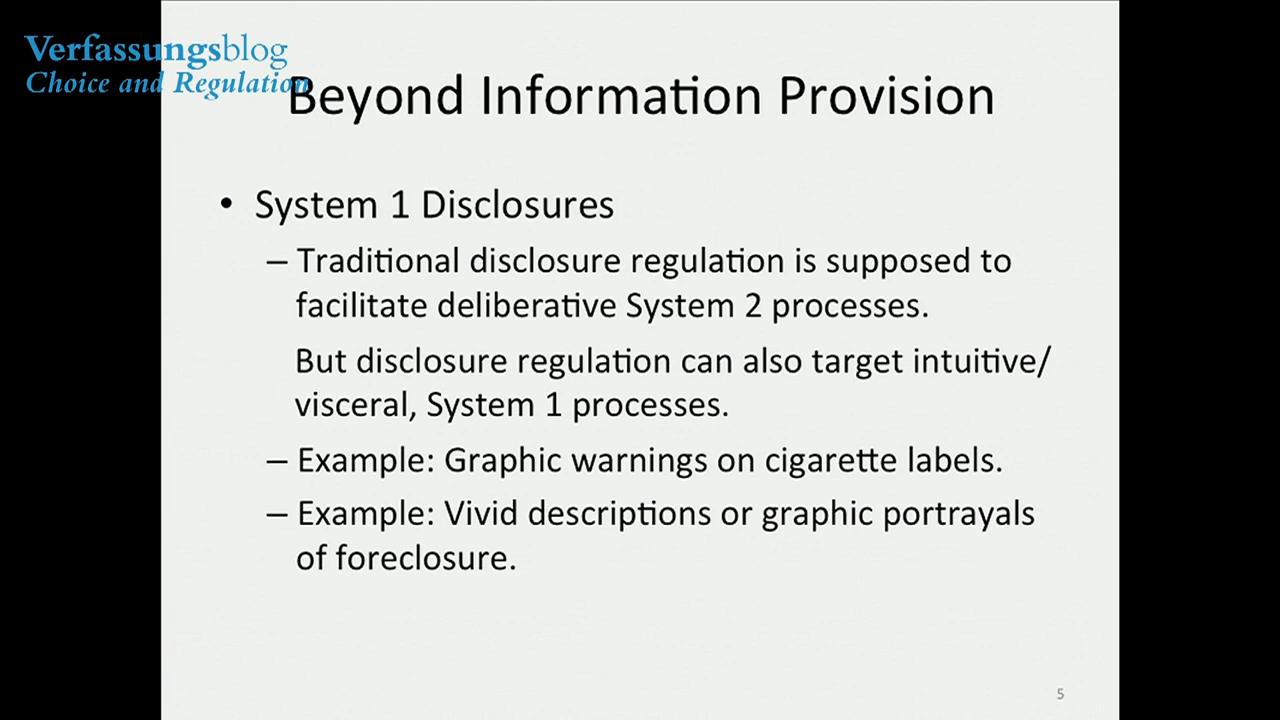 Verfassungsblog
Choice and Regulation
Beyond Information Provision
• System 1 Disclosures
– Traditional disclosure regulation is supposed to
facilitate deliberative System 2 processes.
But disclosure regulation can also target intuitive/
visceral, System 1 processes.
– Example: Graphic warnings on cigarette labels.
– Example: Vivid descriptions or graphic portrayals
of foreclosure.
5